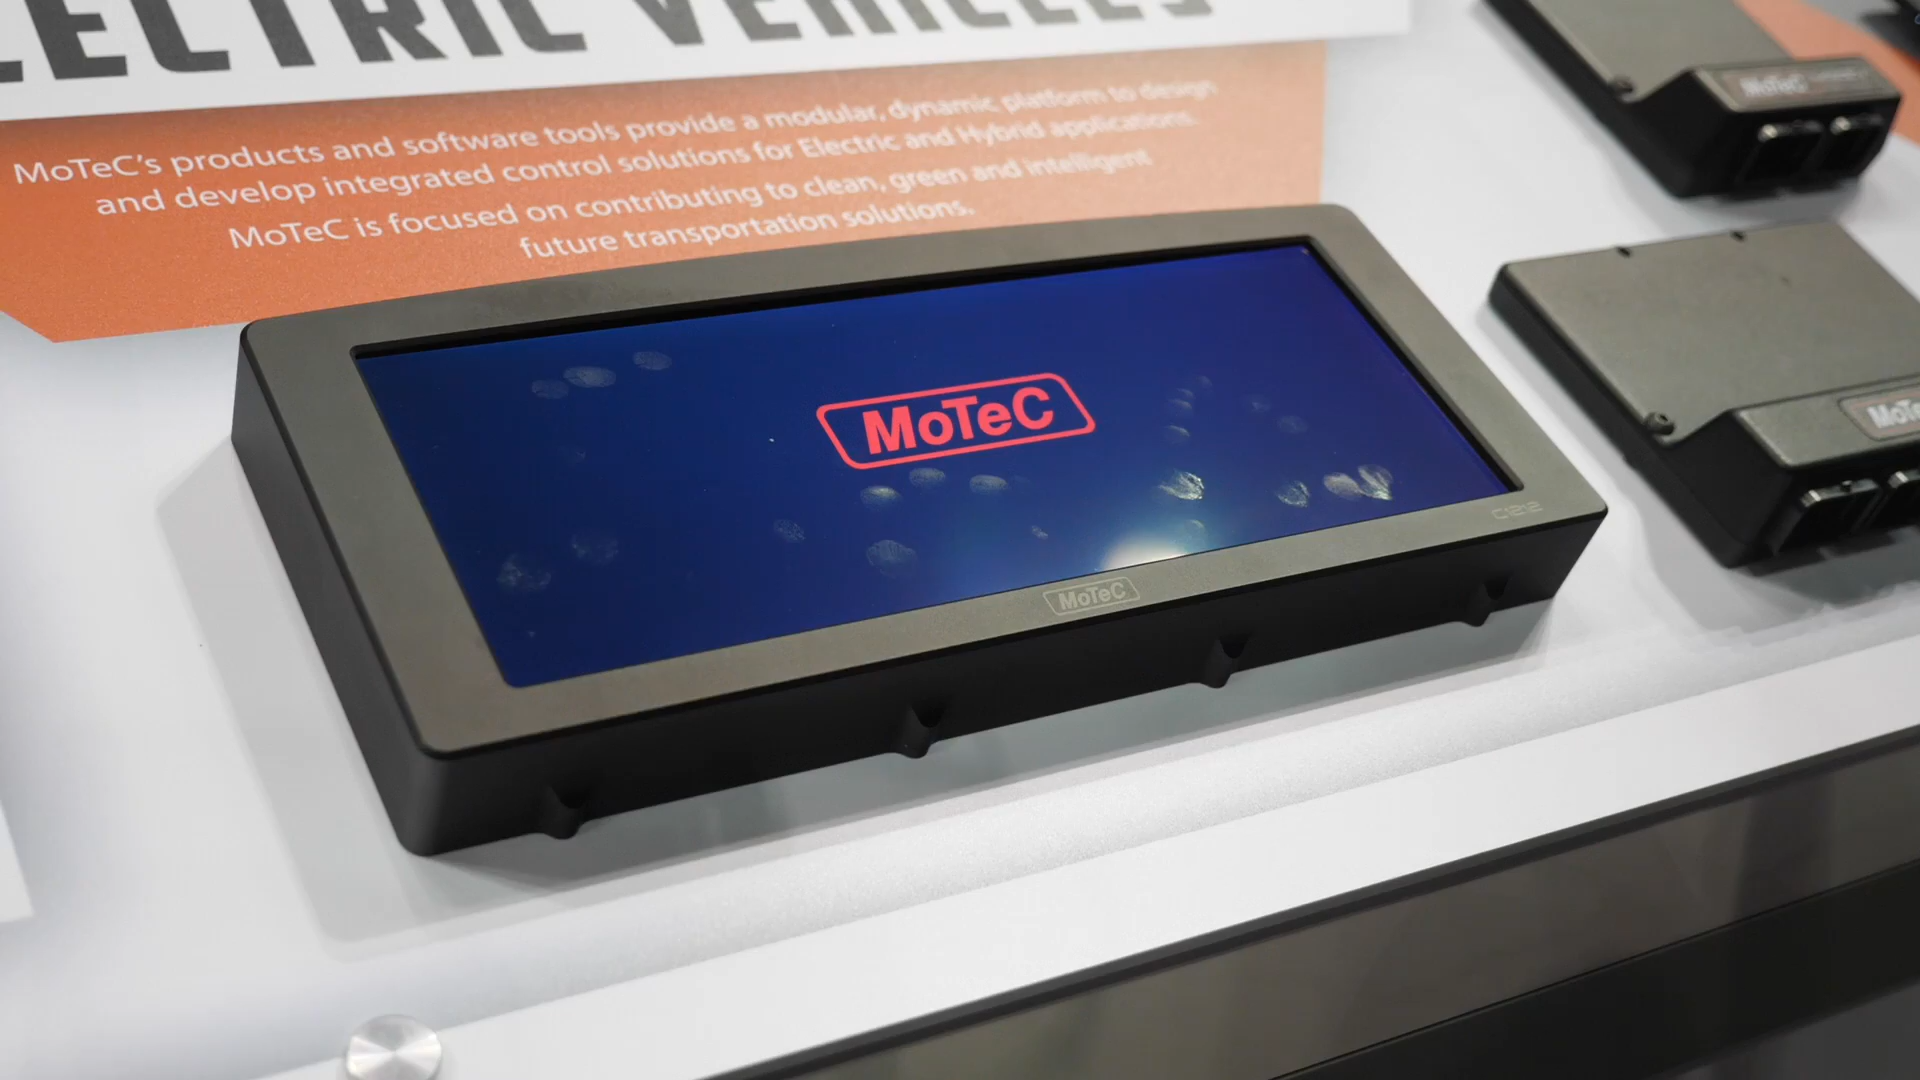 ELECTRIC VEHICLES
MoTeC's products and software tools provide a modular, dynamic platform to design
and develop integrated control solutions for Electric and Hybrid applications.
MoTeC is focused on contributing to clean, green and intelligent
future transportation solutions.
MoTeC
MoTeC
C1212
MoTeC
MoTeC